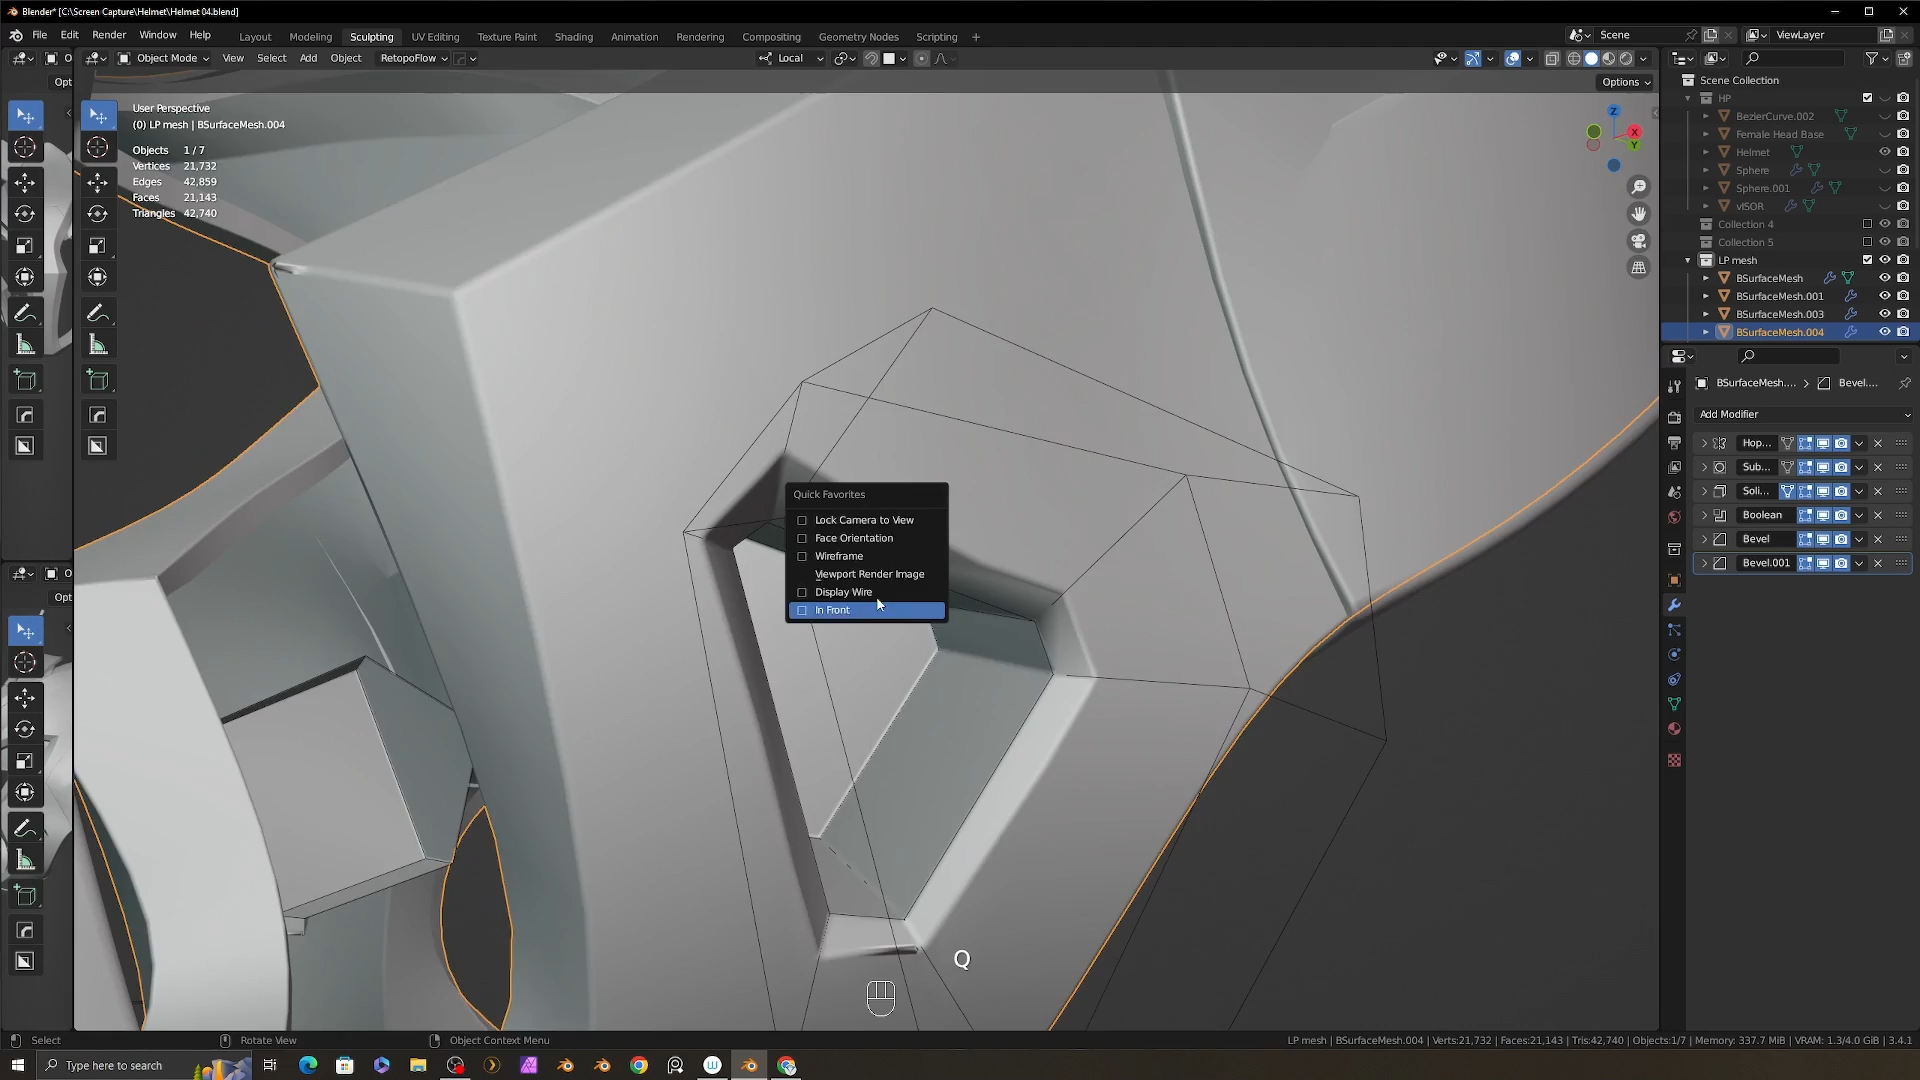 Blender* [C:\Screen Capture\Helmet\Helmet 04.blend]
File Edit Render Window Help
Layout Modeling Sculpting UV Editing Texture Paint Shading Animation Rendering Compositing Geometry Nodes Scripting +
Scene
ViewLayer
Object Mode View Select Add Object RetopoFlow
Local
Opt
Options
User Perspective
(0) LP mesh | BSurfaceMesh.004
Objects 1/7
Vertices 21,732
Edges 42,859
Faces 21,143
Triangles 42,740
Z
X
Y
Quick Favorites
Lock Camera to View
Face Orientation
Wireframe
Viewport Render Image
Display Wire
In Front
Q
O
Opt
Scene Collection
HP
BezierCurve.002
Female Head Base
Helmet
Sphere
Sphere.001
vISOR
Collection 4
Collection 5
LP mesh
BSurfaceMesh
BSurfaceMesh.001
BSurfaceMesh.003
BSurfaceMesh.004
BSurfaceMesh.... > Bevel....
Add Modifier
Hop...
Sub...
Soli...
Boolean
Bevel
Bevel.001
Select
Rotate View
Object Context Menu
LP mesh | BSurfaceMesh.004 | Verts:21,732 | Faces:21,143 | Tris:42,740 | Objects:1/7 | Memory: 337.7 MiB | VRAM: 1.3/4.0 GiB | 3.4.1
Type here to search